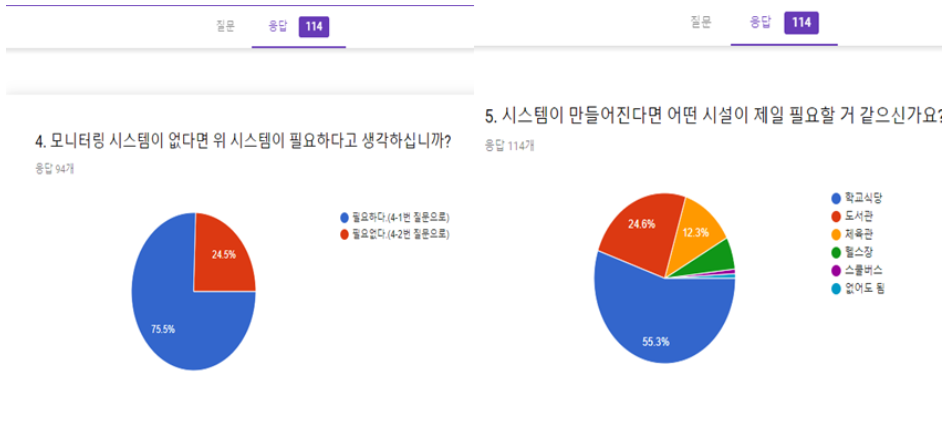 질문 응답 114
4. 모니터링 시스템이 없다면 위 시스템이 필요하다고 생각하십니까?
응답 94개
필요하다.(4-1번 질문으로)
필요없다.(4-2번 질문으로)
24.5%
75.5%
질문 응답 114
5. 시스템이 만들어진다면 어떤 시설이 제일 필요할 거 같으신가요?
응답 114개
학교식당
도서관
체육관
헬스장
스쿨버스
없어도 됨
24.6%
12.3%
55.3%